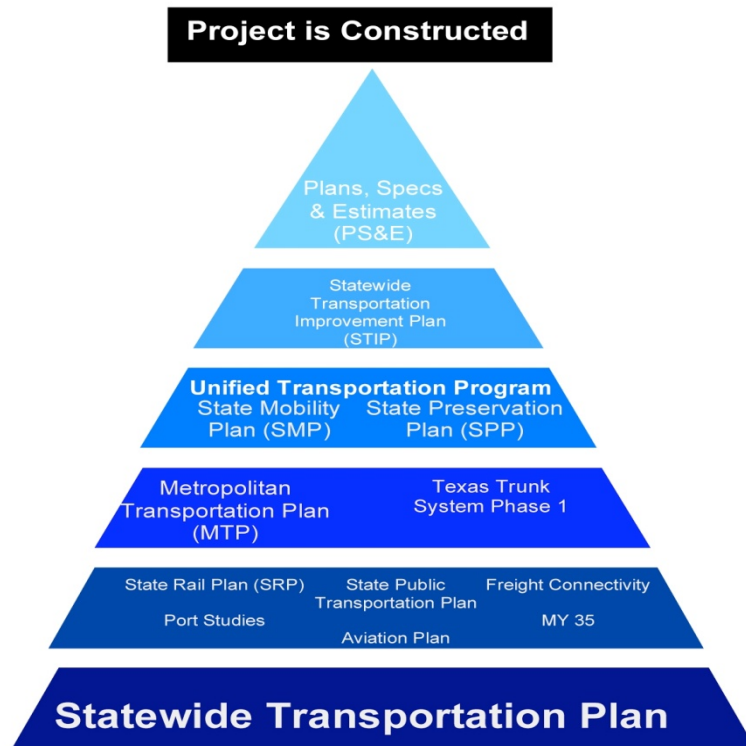 Project is Constructed
Plans, Specs
& Estimates
(PS&E)
Statewide
Transportation
Improvement Plan
(STIP)
Unified Transportation Program
State Mobility
Plan (SMP)
State Preservation
Plan (SPP)
Metropolitan
Transportation Plan
(MTP)
Texas Trunk
System Phase 1
State Rail Plan (SRP)
Port Studies
State Public
Transportation Plan
Aviation Plan
Freight Connectivity
MY 35
Statewide Transportation Plan